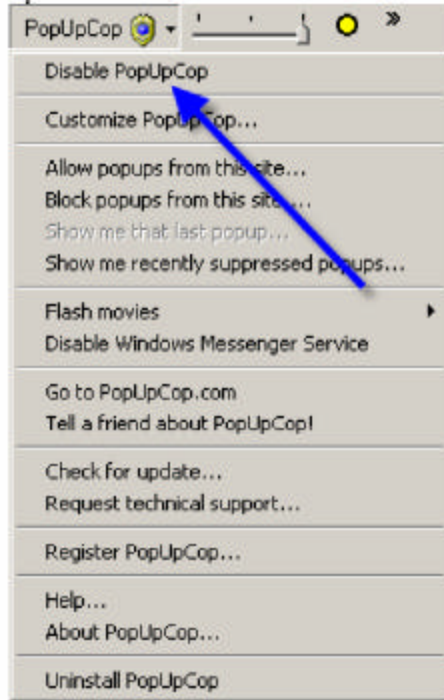 PopUpCop »
Disable PopUpCop
Customize PopUpCop...
Allow popups from this site...
Block popups from this site...
Show me that last popup...
Show me recently suppressed popups...
Flash movies
Disable Windows Messenger Service
Go to PopUpCop.com
Tell a friend about PopUpCop!
Check for update...
Request technical support...
Register PopUpCop...
Help...
About PopUpCop...
Uninstall PopUpCop